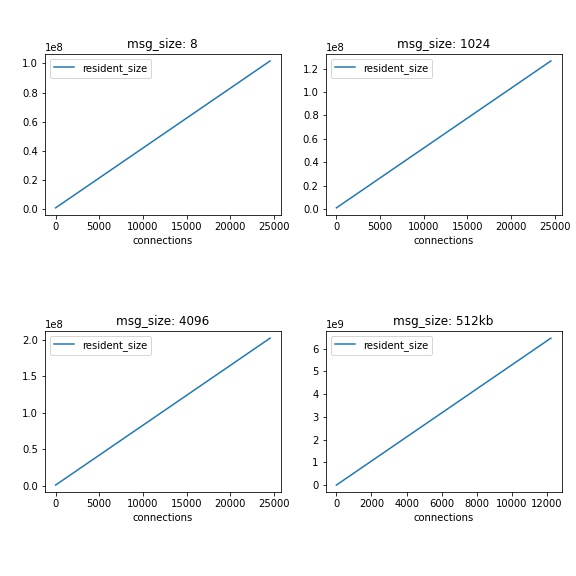 msg_size: 8
1e8
resident_size
1.0
0.8
0.6
0.4
0.2
0.0
0 5000 10000 15000 20000 25000
connections
msg_size: 1024
1e8
resident_size
1.2
1.0
0.8
0.6
0.4
0.2
0.0
0 5000 10000 15000 20000 25000
connections
msg_size: 4096
1e8
resident_size
2.0
1.5
1.0
0.5
0.0
0 5000 10000 15000 20000 25000
connections
msg_size: 512kb
1e9
resident_size
6
5
4
3
2
1
0
0 2000 4000 6000 8000 10000 12000
connections